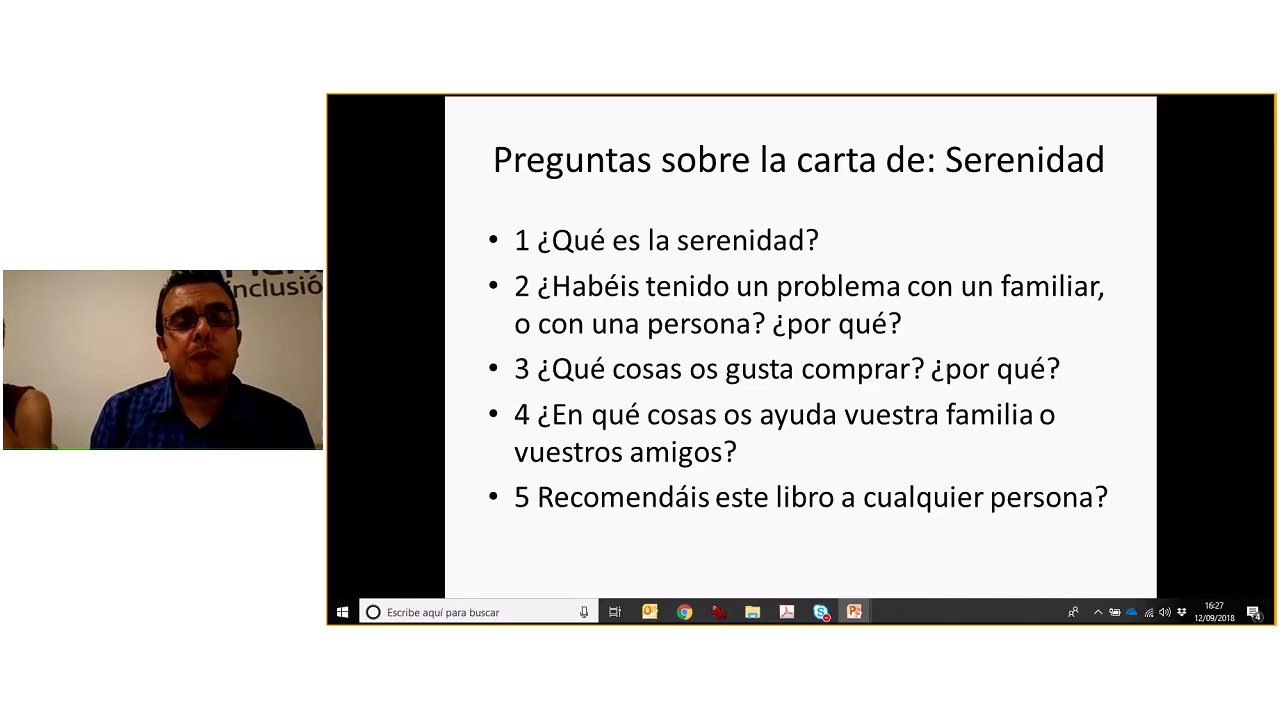 inclusió
Preguntas sobre la carta de: Serenidad
• 1 ¿Qué es la serenidad?
• 2 ¿Habéis tenido un problema con un familiar,
o con una persona? ¿por qué?
• 3 ¿Qué cosas os gusta comprar? ¿por qué?
• 4 ¿En qué cosas os ayuda vuestra familia o
vuestros amigos?
• 5 Recomendáis este libro a cualquier persona?
Escribe aquí para buscar
16:27
12/09/2018
4